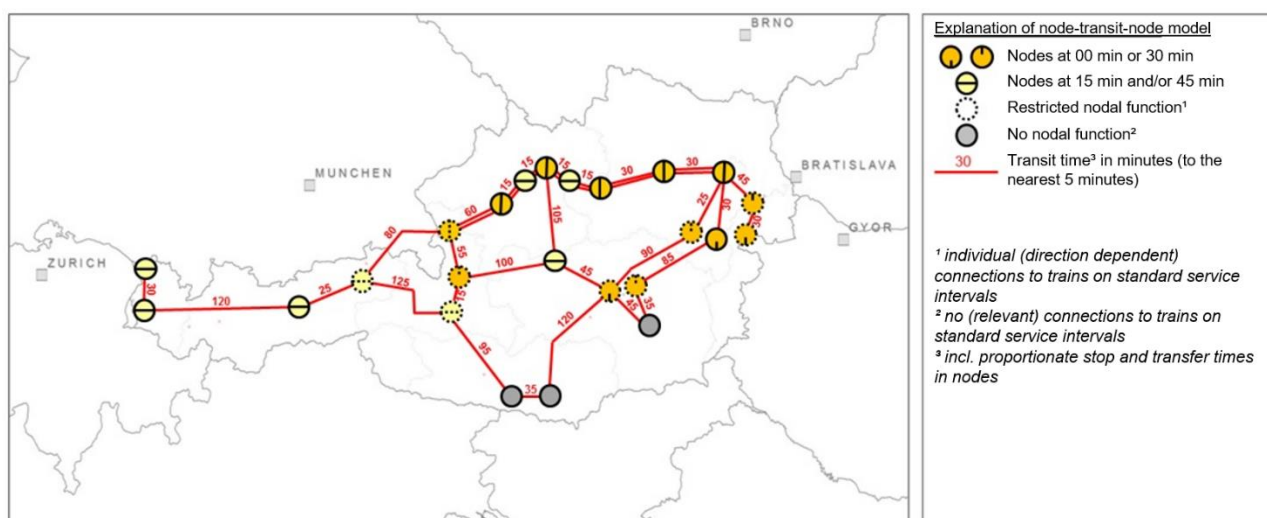 BRNO
MUNCHEN
BRATISLAVA
GYOR
ZURICH
15
15
15
15
30
30
45
60
105
25
30
30
80
55
90
85
100
45
125
15
30
25
120
45
35
120
95
35
Explanation of node-transit-node model
Nodes at 00 min or 30 min
Nodes at 15 min and/or 45 min
Restricted nodal function¹
No nodal function²
30 Transit time³ in minutes (to the
nearest 5 minutes)
¹ individual (direction dependent)
connections to trains on standard service
intervals
² no (relevant) connections to trains on
standard service intervals
³ incl. proportionate stop and transfer times
in nodes